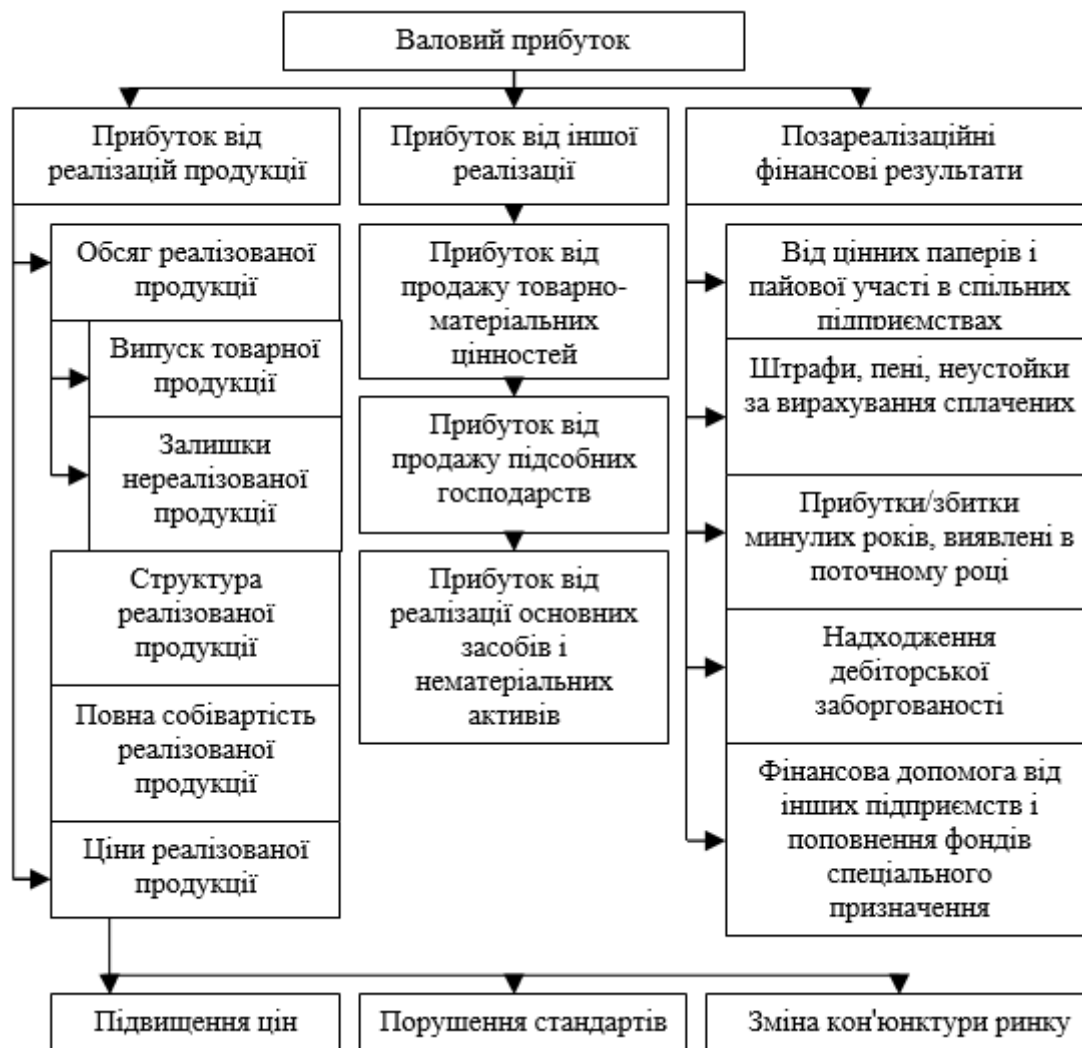 Валовий прибуток
Прибуток від
реалізацій продукції
Прибуток від іншої
реалізації
Позареалізаційні
фінансові результати
Обсяг реалізованої
продукції
Випуск товарної
продукції
Залишки
нереалізованої
продукції
Структура
реалізованої
продукції
Повна собівартість
реалізованої
продукції
Ціни реалізованої
продукції
Прибуток від
продажу товарно-
матеріальних
цінностей
Прибуток від
продажу підсобних
господарств
Прибуток від
реалізації основних
засобів і
нематеріальних
активів
Від цінних паперів і
пайової участі в спільних
підприємствах
Штрафи, пені, неустойки
за вирахування сплачених
Прибутки/збитки
минулих років, виявлені в
поточному році
Надходження
дебіторської
заборгованості
Фінансова допомога від
інших підприємств і
поповнення фондів
спеціального
призначення
Підвищення цін
Порушення стандартів
Зміна кон'юнктури ринку